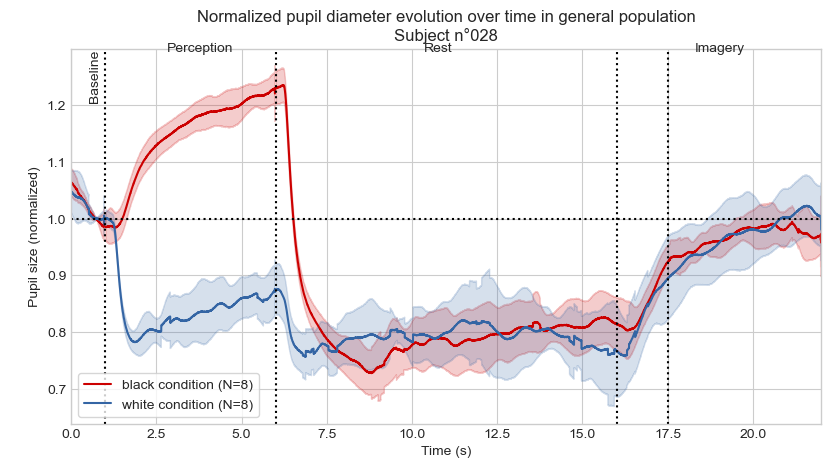 Normalized pupil diameter evolution over time in general population
Subject n°028
Baseline
Perception
Rest
Imagery
Pupil size (normalized)
1.2
1.1
1.0
0.9
0.8
0.7
black condition (N=8)
white condition (N=8)
0.0 2.5 5.0 7.5 10.0 12.5 15.0 17.5 20.0
Time (s)